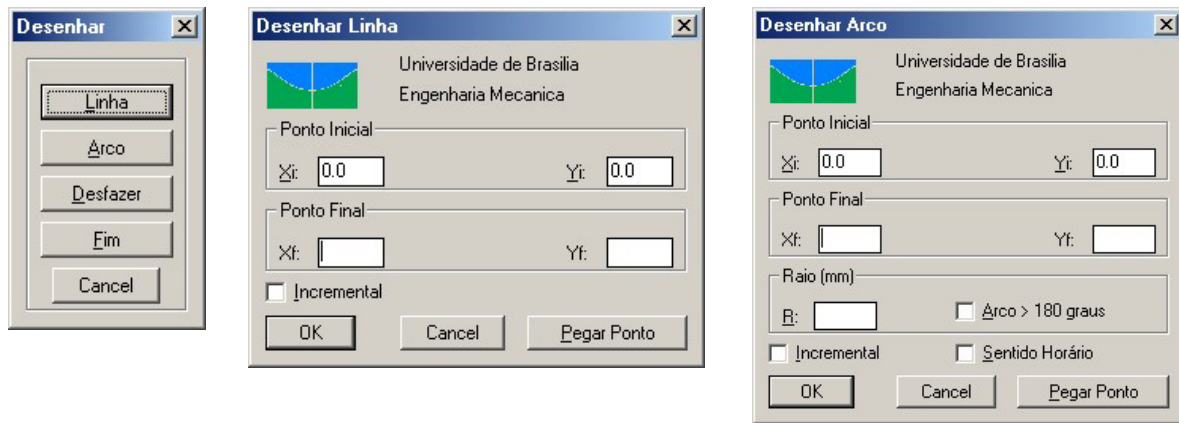 Desenhar
Linha
Arco
Desfazer
Fim
Cancel
Desenhar Linha
Universidade de Brasilia
Engenharia Mecanica
Ponto Inicial
Xi: 0.0 Yi: 0.0
Ponto Final
Xf: Yf:
Incremental
OK Cancel Pegar Ponto
Desenhar Arco
Universidade de Brasilia
Engenharia Mecanica
Ponto Inicial
Xi: 0.0 Yi: 0.0
Ponto Final
Xf: Yf:
Raio (mm)
R: Arco > 180 graus
Incremental Sentido Horário
OK Cancel Pegar Ponto